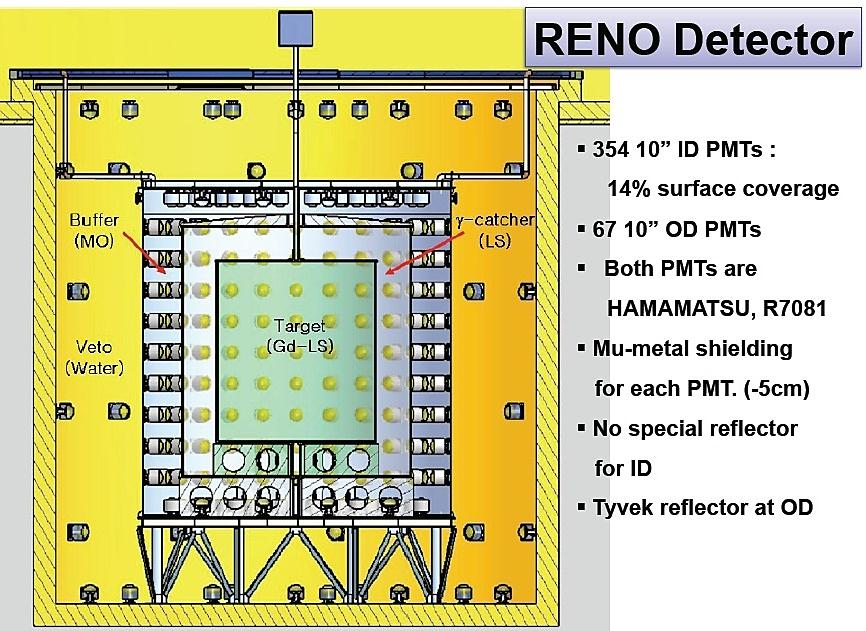 RENO Detector
Buffer
(MO)
γ-catcher
(LS)
Target
(Gd-LS)
Veto
(Water)
▪ 354 10” ID PMTs :
14% surface coverage
▪ 67 10” OD PMTs
▪ Both PMTs are
HAMAMATSU, R7081
▪ Mu-metal shielding
for each PMT. (-5cm)
▪ No special reflector
for ID
▪ Tyvek reflector at OD